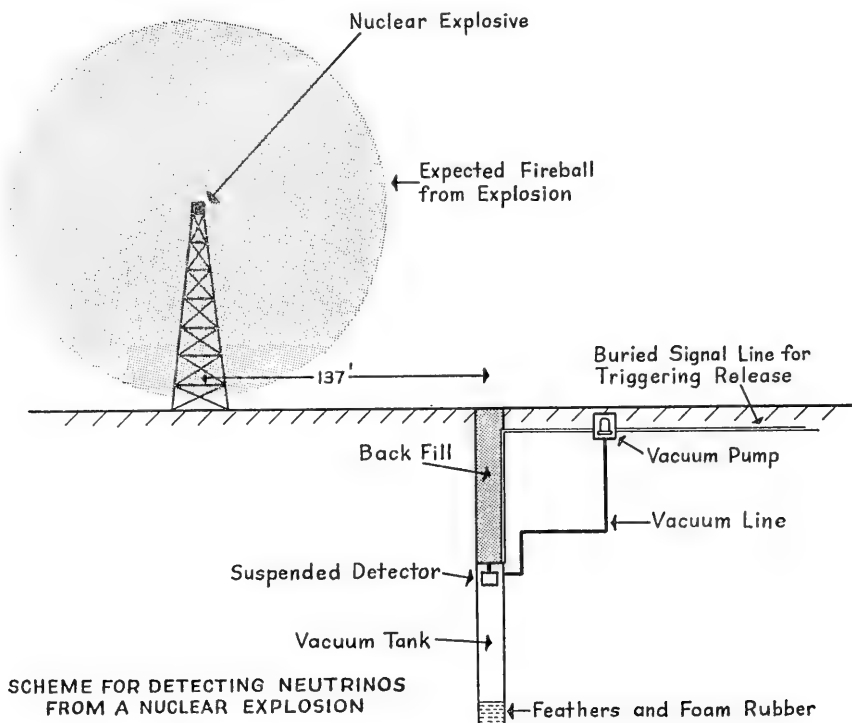 Nuclear Explosive
Expected Fireball
from Explosion
137'
Buried Signal Line for
Triggering Release
Back Fill
Vacuum Pump
Vacuum Line
Suspended Detector
Vacuum Tank
SCHEME FOR DETECTING NEUTRINOS
FROM A NUCLEAR EXPLOSION
Feathers and Foam Rubber